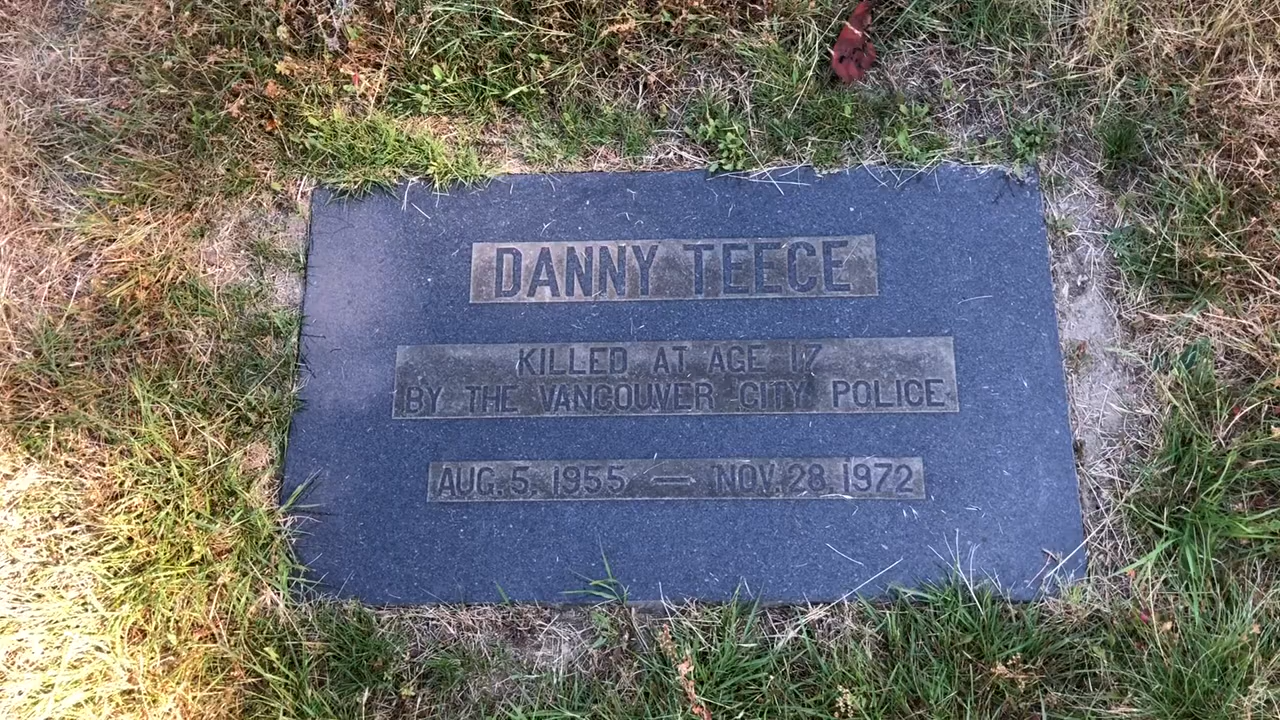 DANNY TEECE
KILLED AT AGE 17
BY THE VANCOUVER CITY POLICE
AUG. 5, 1955 — NOV. 28, 1972